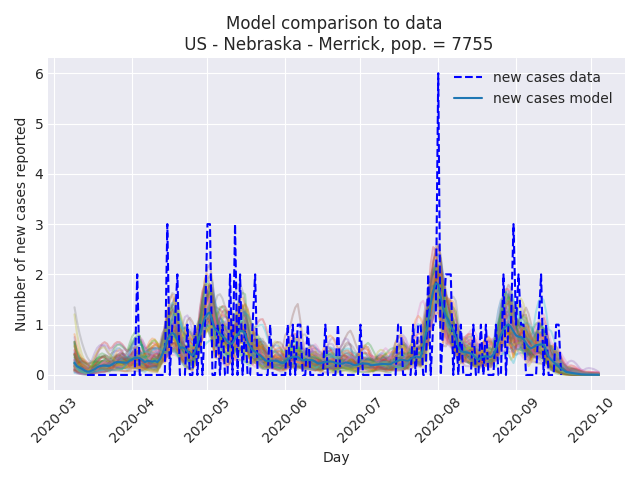 Model comparison to data
US - Nebraska - Merrick, pop. = 7755
new cases data
new cases model
Number of new cases reported
6
5
4
3
2
1
0
2020-03
2020-04
2020-05
2020-06
2020-07
2020-08
2020-09
2020-10
Day